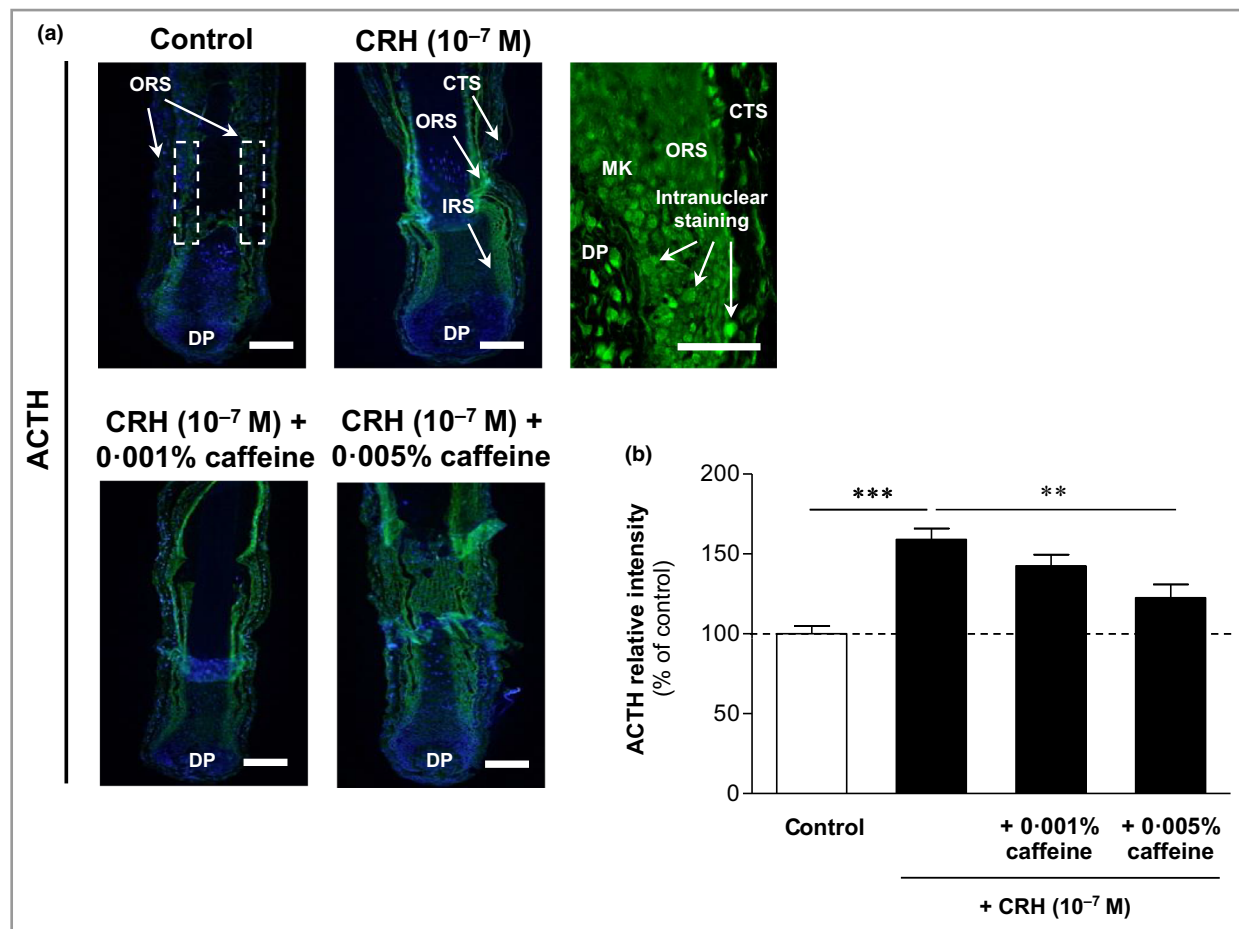 (a)
Control
CRH (10⁻⁷ M)
ORS
DP
CTS
ORS
IRS
DP
CTS
ORS
MK
Intranuclear
staining
DP
ACTH
CRH (10⁻⁷ M) +
0·001% caffeine
CRH (10⁻⁷ M) +
0·005% caffeine
DP
DP
(b)
200
150
100
50
0
ACTH relative intensity
(% of control)
***
**
Control
+ 0·001%
caffeine
+ 0·005%
caffeine
+ CRH (10⁻⁷ M)